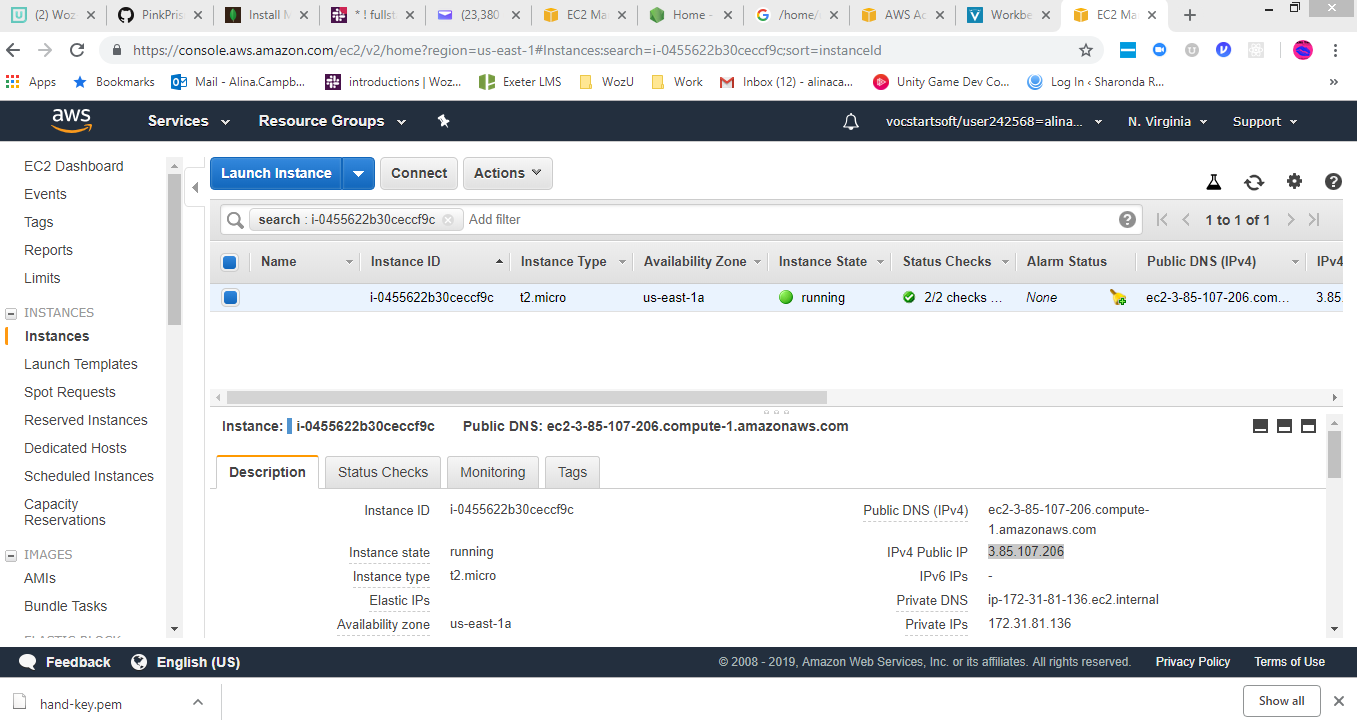 (2) Woz
PinkPris
Install M
* ! fullst
(23,380
EC2 Ma
Home -
/home/
AWS A
Workbe
EC2 Ma
https://console.aws.amazon.com/ec2/v2/home?region=us-east-1#Instances:search=i-0455622b30ceccf9c;sort=instanceId
Apps Bookmarks Mail - Alina.Campb... introductions | Woz... Exeter LMS WozU Work Inbox (12) - alinaca... Unity Game Dev Co... Log In ‹ Sharonda R... »
aws Services Resource Groups vocstartsoft/user242568=alina... N. Virginia Support
EC2 Dashboard
Events
Tags
Reports
Limits
INSTANCES
Instances
Launch Templates
Spot Requests
Reserved Instances
Dedicated Hosts
Scheduled Instances
Capacity
Reservations
IMAGES
AMIs
Bundle Tasks
ELASTIC BLOCK
Launch Instance Connect Actions
search : i-0455622b30ceccf9c Add filter 1 to 1 of 1
Name Instance ID Instance Type Availability Zone Instance State Status Checks Alarm Status Public DNS (IPv4) IPv4
i-0455622b30ceccf9c t2.micro us-east-1a running 2/2 checks ... None ec2-3-85-107-206.com... 3.85.
Instance: i-0455622b30ceccf9c Public DNS: ec2-3-85-107-206.compute-1.amazonaws.com
Description Status Checks Monitoring Tags
Instance ID i-0455622b30ceccf9c
Instance state running
Instance type t2.micro
Elastic IPs
Availability zone us-east-1a
Public DNS (IPv4) ec2-3-85-107-206.compute-
1.amazonaws.com
IPv4 Public IP 3.85.107.206
IPv6 IPs -
Private DNS ip-172-31-81-136.ec2.internal
Private IPs 172.31.81.136
Feedback English (US) © 2008 - 2019, Amazon Web Services, Inc. or its affiliates. All rights reserved. Privacy Policy Terms of Use
hand-key.pem Show all